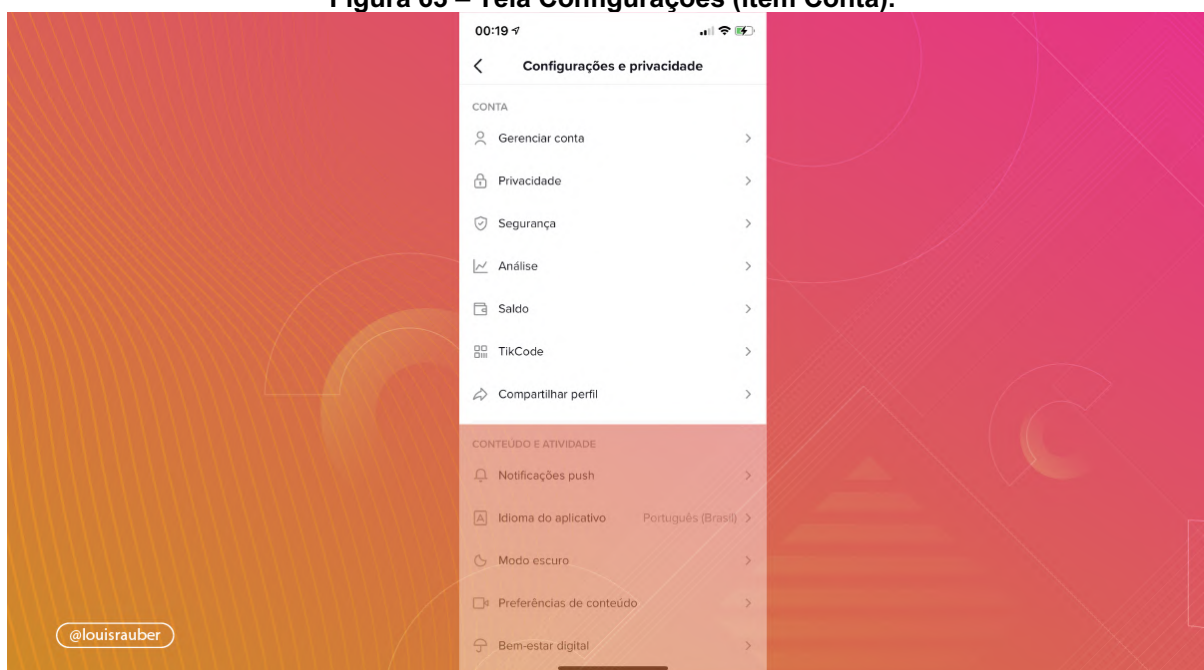 Figura 65 – Tela Configurações (item Conta).
00:19
Configurações e privacidade
CONTA
Gerenciar conta
Privacidade
Segurança
Análise
Saldo
TikCode
Compartilhar perfil
CONTEÚDO E ATIVIDADE
Notificações push
Idioma do aplicativo Português (Brasil)
Modo escuro
Preferências de conteúdo
Bem-estar digital
@louisrauber